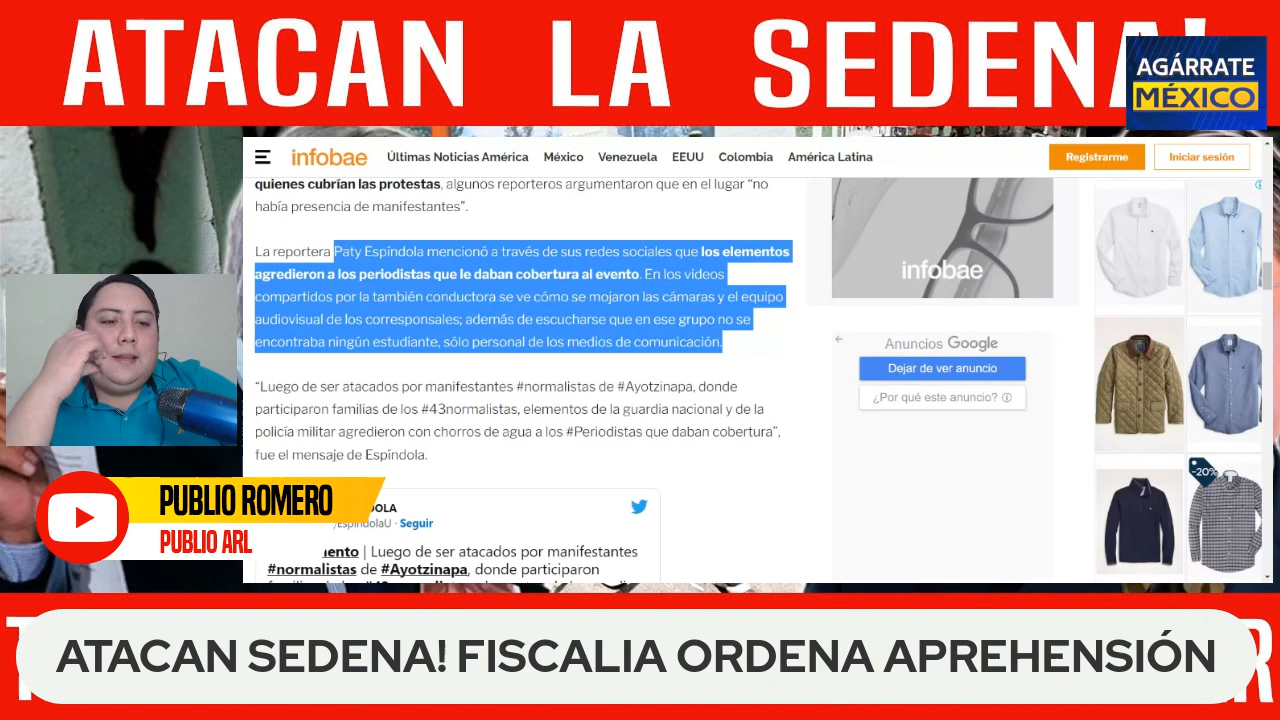 ATACAN LA SEDENA!
AGÁRRATE
MÉXICO
infobae
Últimas Noticias América México Venezuela EEUU Colombia América Latina
Registrarme
Iniciar sesión
quienes cubrían las protestas, algunos reporteros argumentaron que en el lugar “no
había presencia de manifestantes”.
La reportera Paty Espíndola mencionó a través de sus redes sociales que los elementos
agredieron a los periodistas que le daban cobertura al evento. En los videos
compartidos por la también conductora se ve cómo se mojaron las cámaras y el equipo
audiovisual de los corresponsales; además de escucharse que en ese grupo no se
encontraba ningún estudiante, sólo personal de los medios de comunicación.
“Luego de ser atacados por manifestantes #normalistas de #Ayotzinapa, donde
participaron familias de los #43normalistas, elementos de la guardia nacional y de la
policía militar agredieron con chorros de agua a los #Periodistas que daban cobertura”,
fue el mensaje de Espíndola.
infobae
Anuncios Google
Dejar de ver anuncio
¿Por qué este anuncio?
-20%
PUBLIO ROMERO
PUBLIO ARL
DOLA
EspindolaU · Seguir
ento | Luego de ser atacados por manifestantes
#normalistas de #Ayotzinapa, donde participaron
ATACAN SEDENA! FISCALIA ORDENA APREHENSIÓN